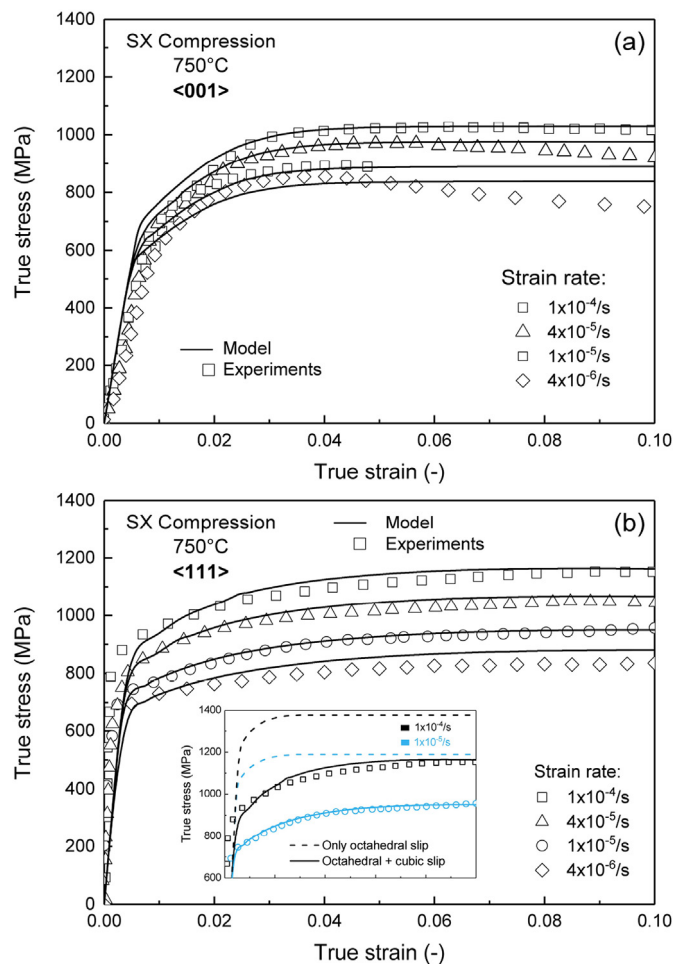 1400
1200
1000
800
600
400
200
0
True stress (MPa)
SX Compression
750°C
<001>
(a)
Strain rate:
1x10⁻⁴/s
4x10⁻⁵/s
1x10⁻⁵/s
4x10⁻⁶/s
Model
Experiments
0.00 0.02 0.04 0.06 0.08 0.10
True strain (-)
1400
1200
1000
800
600
400
200
0
True stress (MPa)
SX Compression
750°C
<111>
Model
Experiments
(b)
1400
1200
1000
800
600
True stress (MPa)
1x10⁻⁴/s
1x10⁻⁵/s
Only octahedral slip
Octahedral + cubic slip
Strain rate:
1x10⁻⁴/s
4x10⁻⁵/s
1x10⁻⁵/s
4x10⁻⁶/s
0.00 0.02 0.04 0.06 0.08 0.10
True strain (-)